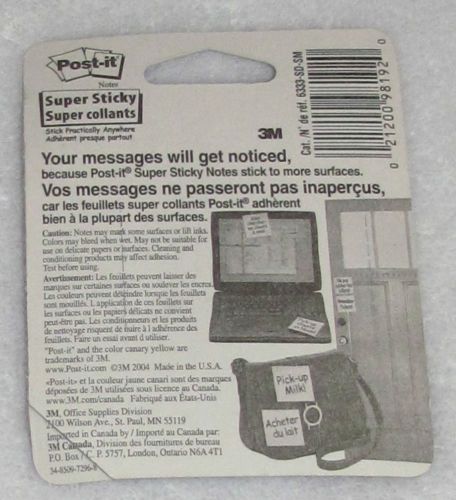 Post-it
Notes
Super Sticky
Super collants
Stick Practically Anywhere
Adhèrent presque partout
3M
Cat. /N° de réf. 6333-SD-SM
0 21200 98192 0
Your messages will get noticed,
because Post-it® Super Sticky Notes stick to more surfaces.
Vos messages ne passeront pas inaperçus,
car les feuillets super collants Post-it® adhèrent
bien à la plupart des surfaces.
Caution: Notes may mark some surfaces or lift inks.
Colors may bleed when wet. May not be suitable for
use on delicate papers or surfaces. Cleaning and
conditioning products may affect adhesion.
Test before using.
Avertissement: Les feuillets peuvent laisser des
marques sur certaines surfaces ou soulever les encres.
Les couleurs peuvent déteindre lorsque les feuillets
sont mouillés. L application de ces feuillets sur
les surfaces ou les papiers délicats ne convient
peut-être pas. Les conditionneurs et les produits
de nettoyage risquent de nuire à l adhérence des
feuillets. Faire un essai avant d utiliser.
"Post-it" and the color canary yellow are
trademarks of 3M.
www.Post-it.com ©3M 2004 Made in the U.S.A.
«Post-it» et la couleur jaune canari sont des marques
déposées de 3M utilisées sous licence au Canada.
www.3m.com/canada Fabriqué aux États-Unis
3M, Office Supplies Division
2100 Wilson Ave., St. Paul, MN 55119
Imported in Canada by / Importé au Canada par:
3M Canada, Division des fournitures de bureau
P.O. Box / C. P. 5757, London, Ontario N6A 4T1
34-8509-7296-8
Pick-up
Milk!
Acheter
du lait